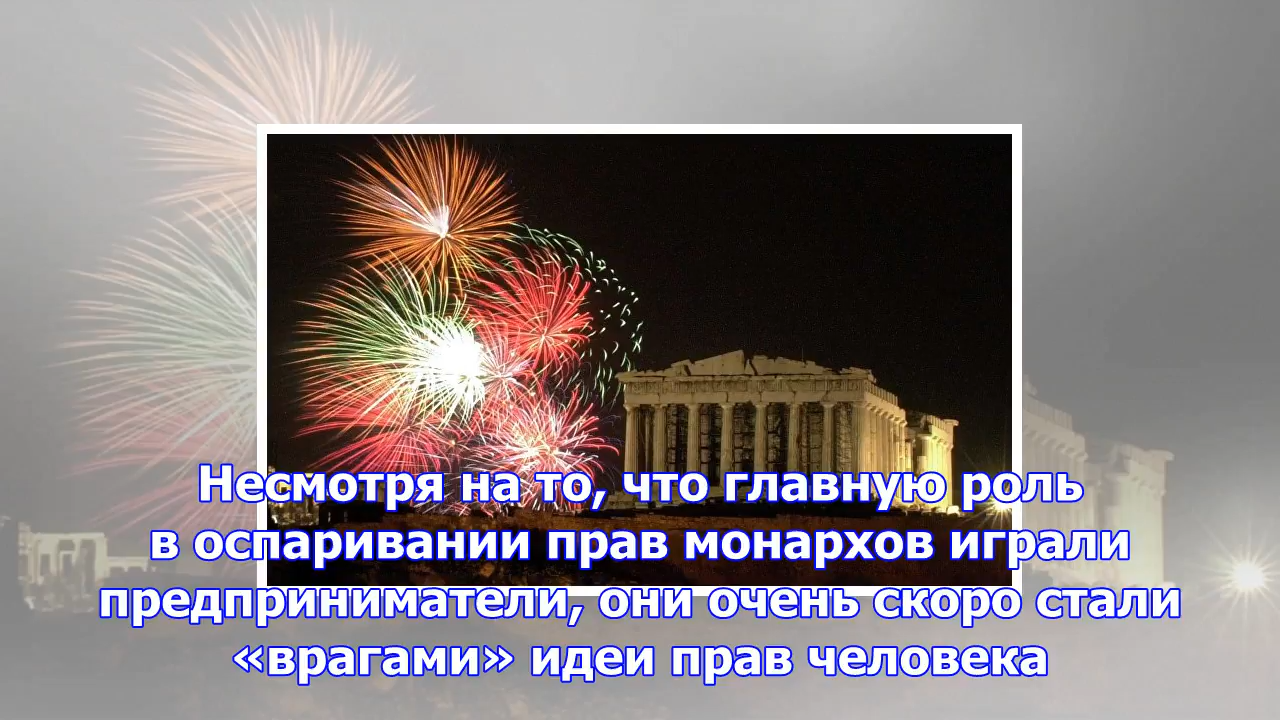 Несмотря на то, что главную роль
в оспаривании прав монархов играли
предприниматели, они очень скоро стали
«врагами» идеи прав человека